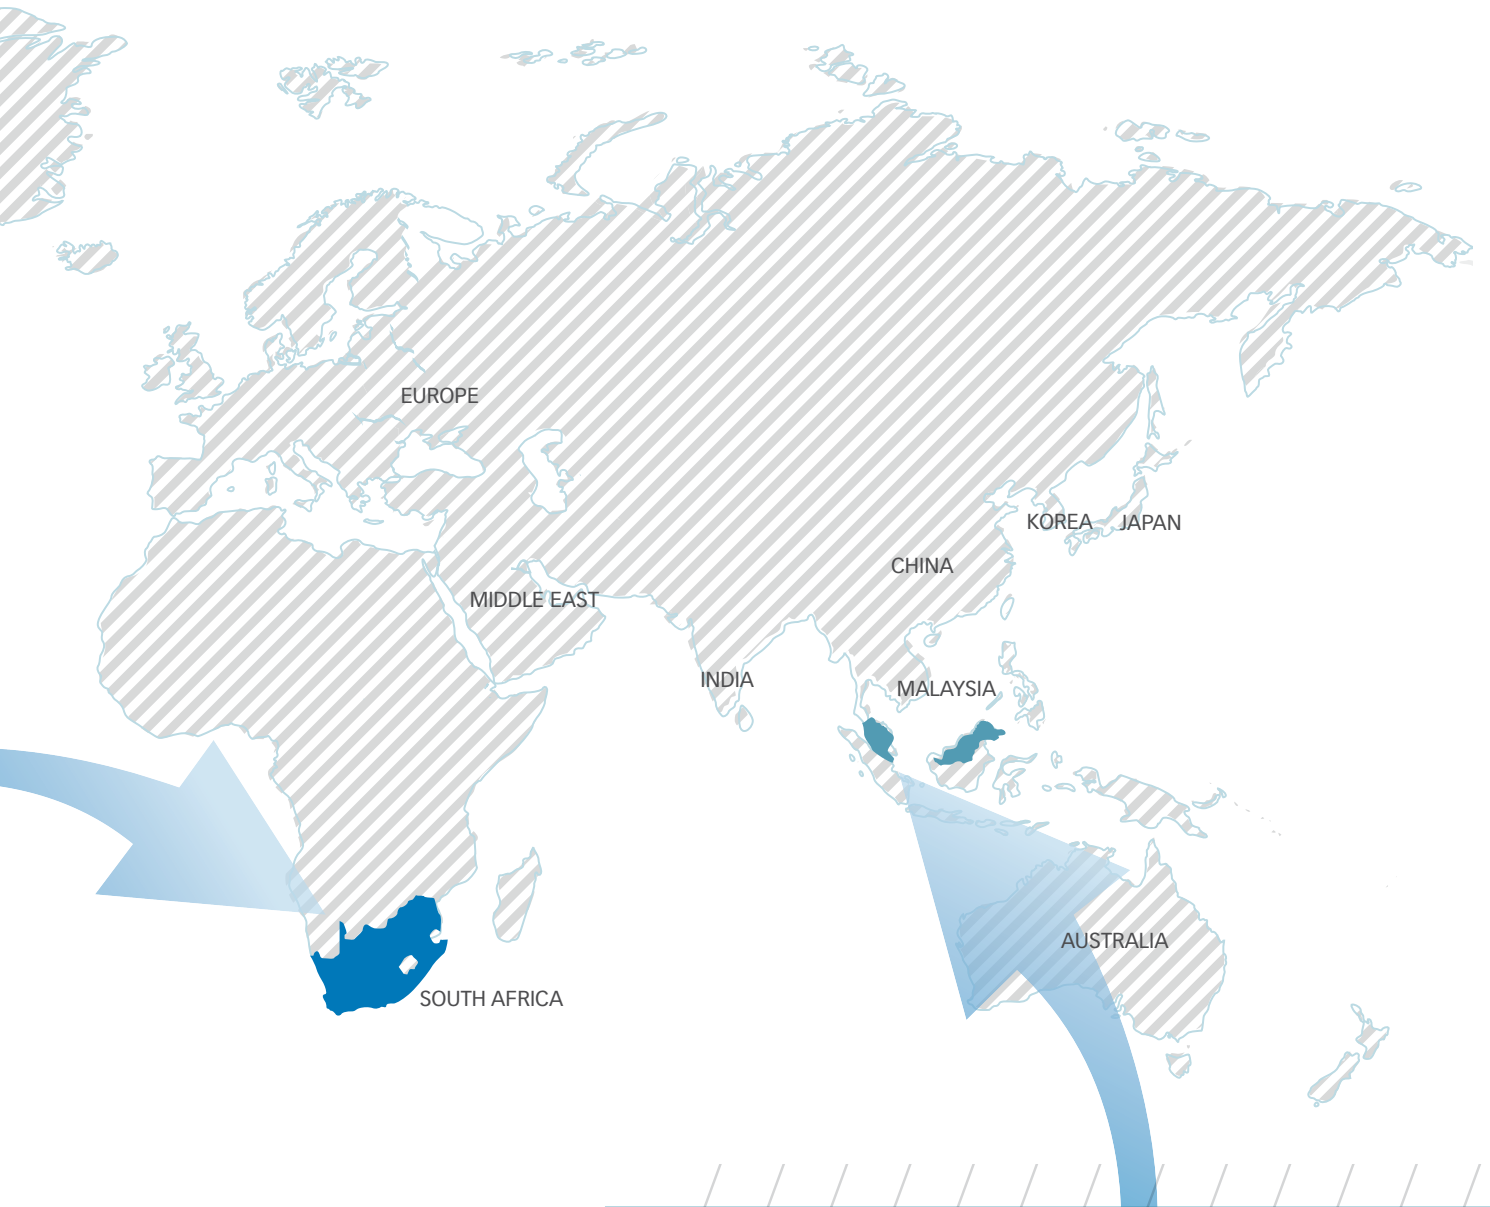 EUROPE
KOREA JAPAN
CHINA
MIDDLE EAST
INDIA
MALAYSIA
AUSTRALIA
SOUTH AFRICA